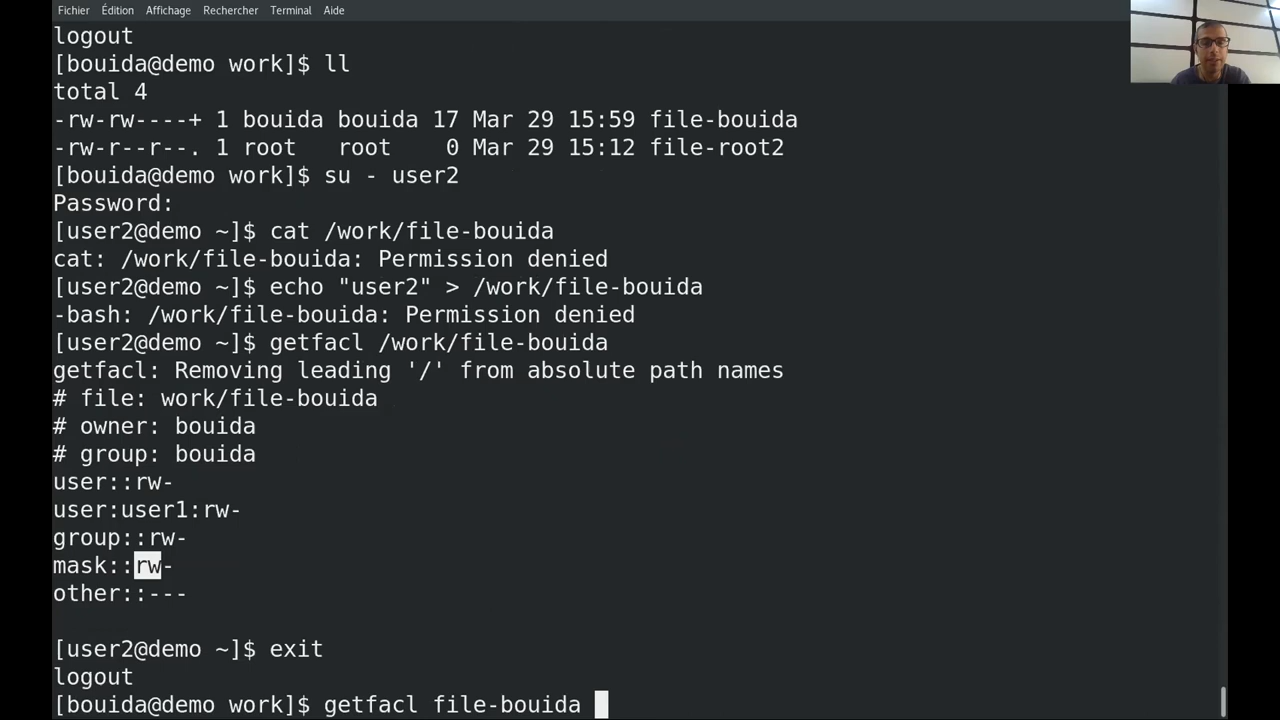 Fichier Édition Affichage Rechercher Terminal Aide
logout
[bouida@demo work]$ ll
total 4
-rw-rw----+ 1 bouida bouida 17 Mar 29 15:59 file-bouida
-rw-r--r--. 1 root   root    0 Mar 29 15:12 file-root2
[bouida@demo work]$ su - user2
Password:
[user2@demo ~]$ cat /work/file-bouida
cat: /work/file-bouida: Permission denied
[user2@demo ~]$ echo "user2" > /work/file-bouida
-bash: /work/file-bouida: Permission denied
[user2@demo ~]$ getfacl /work/file-bouida
getfacl: Removing leading '/' from absolute path names
# file: work/file-bouida
# owner: bouida
# group: bouida
user::rw-
user:user1:rw-
group::rw-
mask::rw-
other::---
[user2@demo ~]$ exit
logout
[bouida@demo work]$ getfacl file-bouida